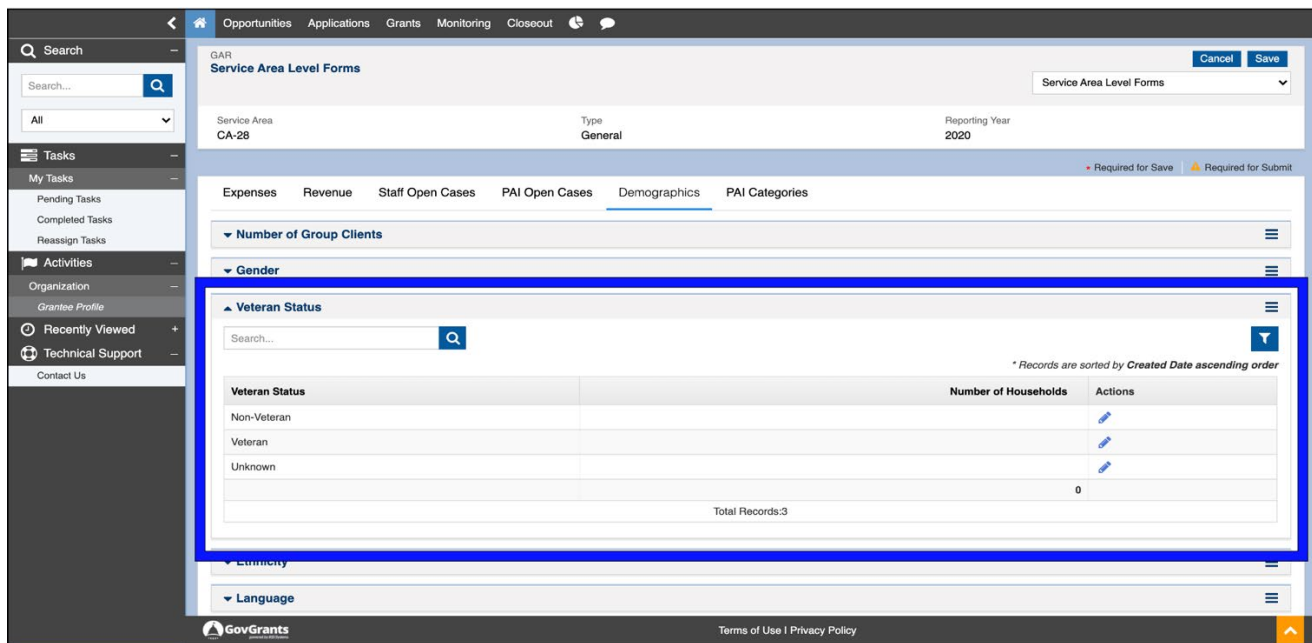 Opportunities Applications Grants Monitoring Closeout
Search
Search...
All
Tasks
My Tasks
Pending Tasks
Completed Tasks
Reassign Tasks
Activities
Organization
Grantee Profile
Recently Viewed
Technical Support
Contact Us
GAR
Service Area Level Forms
Cancel Save
Service Area Level Forms
Service Area Type Reporting Year
CA-28 General 2020
Required for Save Required for Submit
Expenses Revenue Staff Open Cases PAI Open Cases Demographics PAI Categories
Number of Group Clients
Gender
Veteran Status
Search...
* Records are sorted by Created Date ascending order
Veteran Status Number of Households Actions
Non-Veteran
Veteran
Unknown
0
Total Records:3
Ethnicity
Language
GovGrants
Terms of Use I Privacy Policy